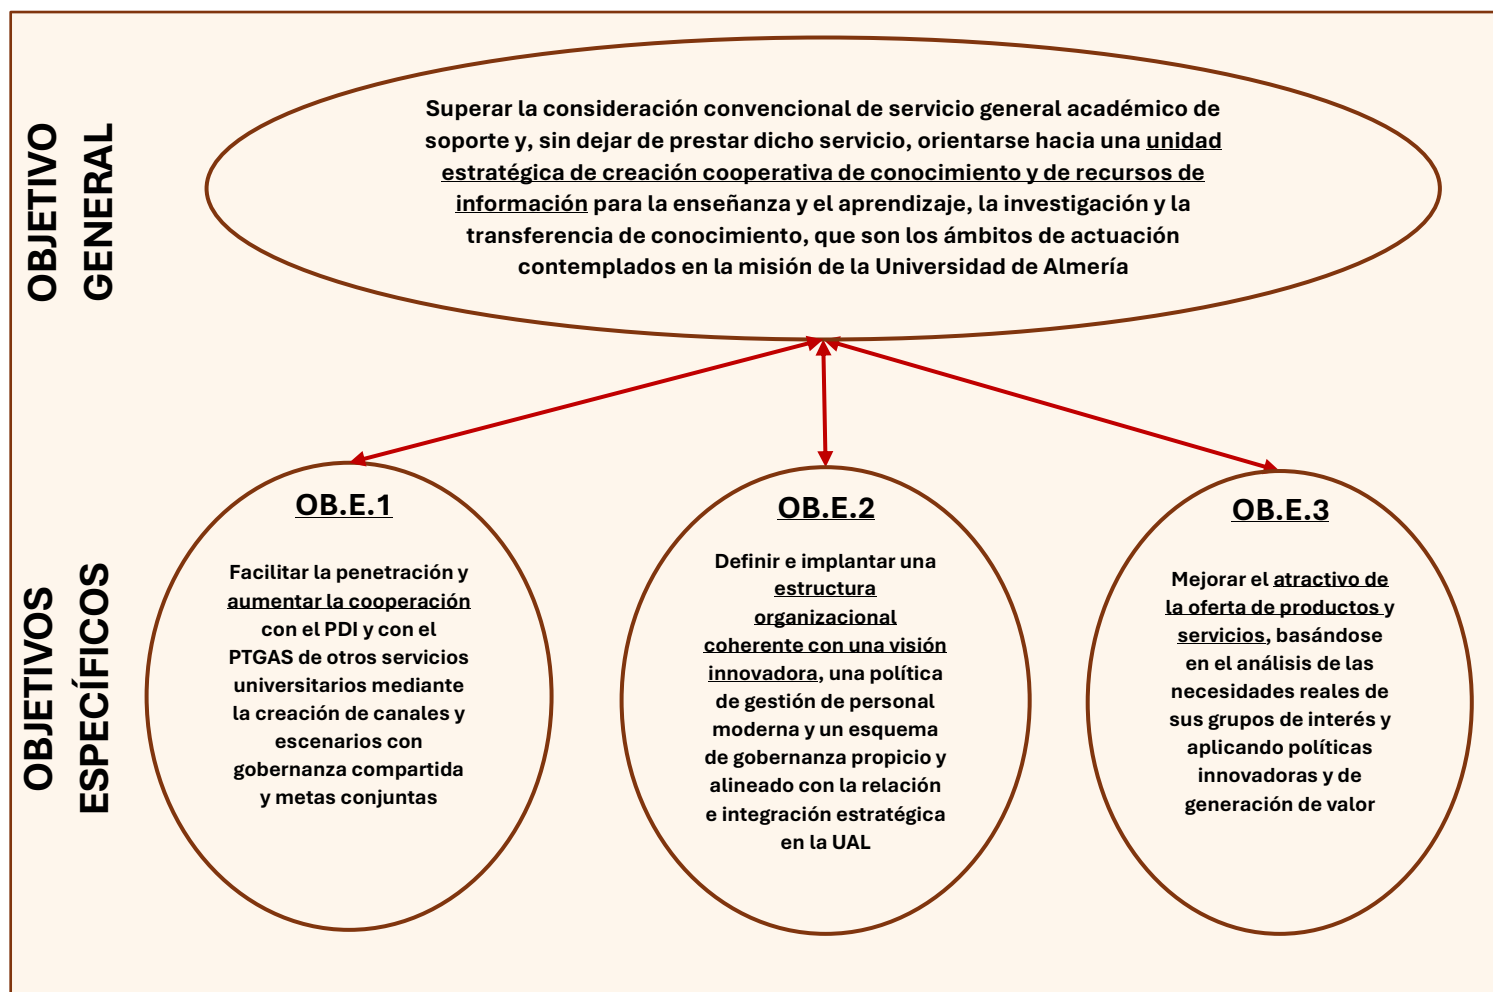 OBJETIVO
GENERAL
Superar la consideración convencional de servicio general académico de
soporte y, sin dejar de prestar dicho servicio, orientarse hacia una unidad
estratégica de creación cooperativa de conocimiento y de recursos de
información para la enseñanza y el aprendizaje, la investigación y la
transferencia de conocimiento, que son los ámbitos de actuación
contemplados en la misión de la Universidad de Almería
OBJETIVOS
ESPECÍFICOS
OB.E.1
Facilitar la penetración y
aumentar la cooperación
con el PDI y con el
PTGAS de otros servicios
universitarios mediante
la creación de canales y
escenarios con
gobernanza compartida
y metas conjuntas
OB.E.2
Definir e implantar una
estructura
organizacional
coherente con una visión
innovadora, una política
de gestión de personal
moderna y un esquema
de gobernanza propicio y
alineado con la relación
e integración estratégica
en la UAL
OB.E.3
Mejorar el atractivo de
la oferta de productos y
servicios, basándose
en el análisis de las
necesidades reales de
sus grupos de interés y
aplicando políticas
innovadoras y de
generación de valor